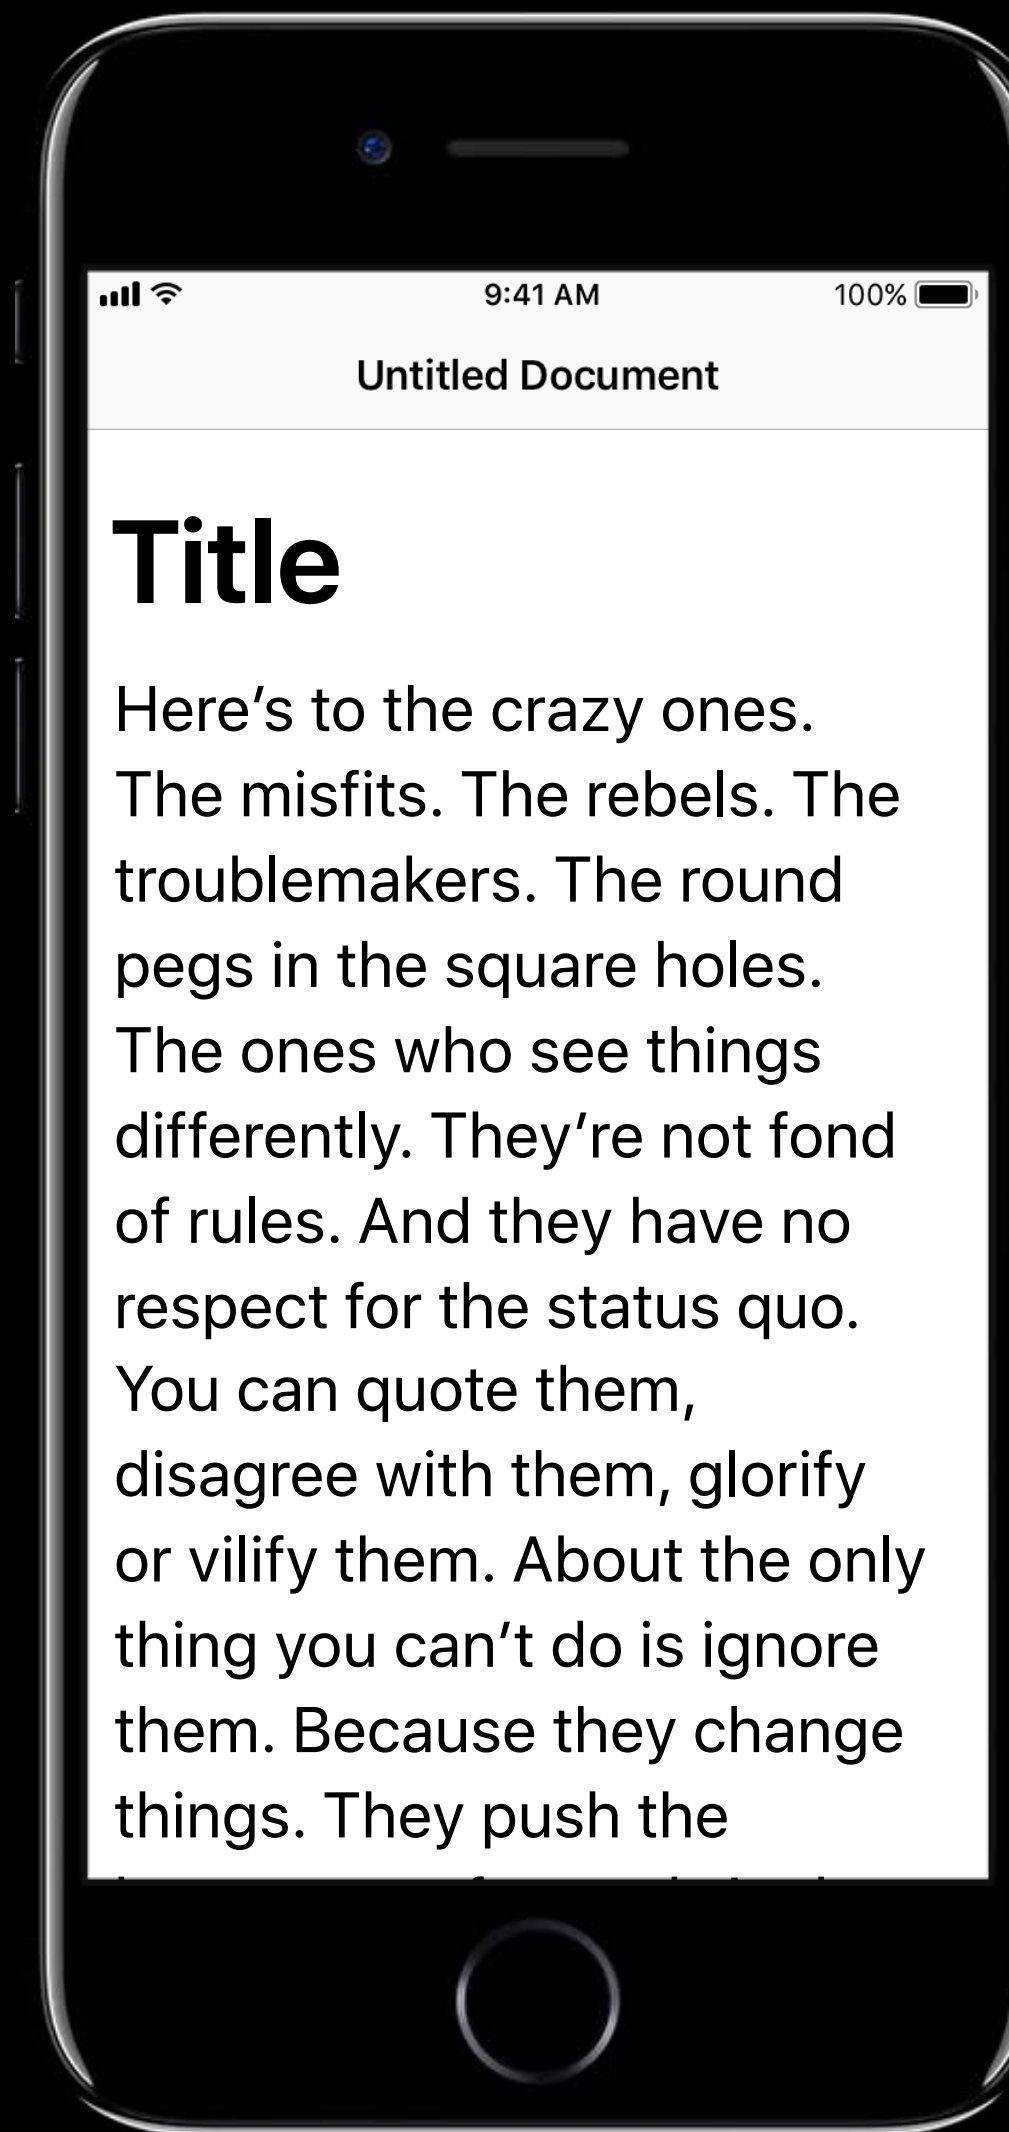 9:41 AM
100%
Untitled Document
Title
Here’s to the crazy ones.
The misfits. The rebels. The
troublemakers. The round
pegs in the square holes.
The ones who see things
differently. They’re not fond
of rules. And they have no
respect for the status quo.
You can quote them,
disagree with them, glorify
or vilify them. About the only
thing you can’t do is ignore
them. Because they change
things. They push the